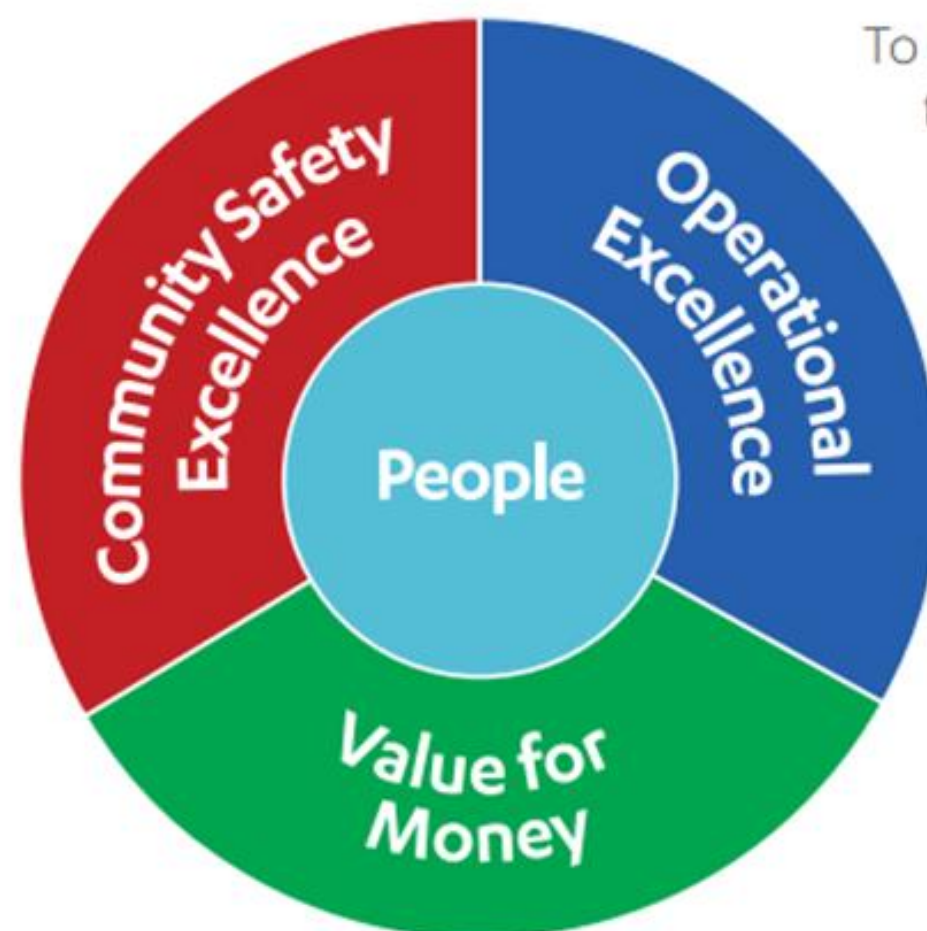 Community Safety
Excellence
Operational
Excellence
People
Value for
Money
To